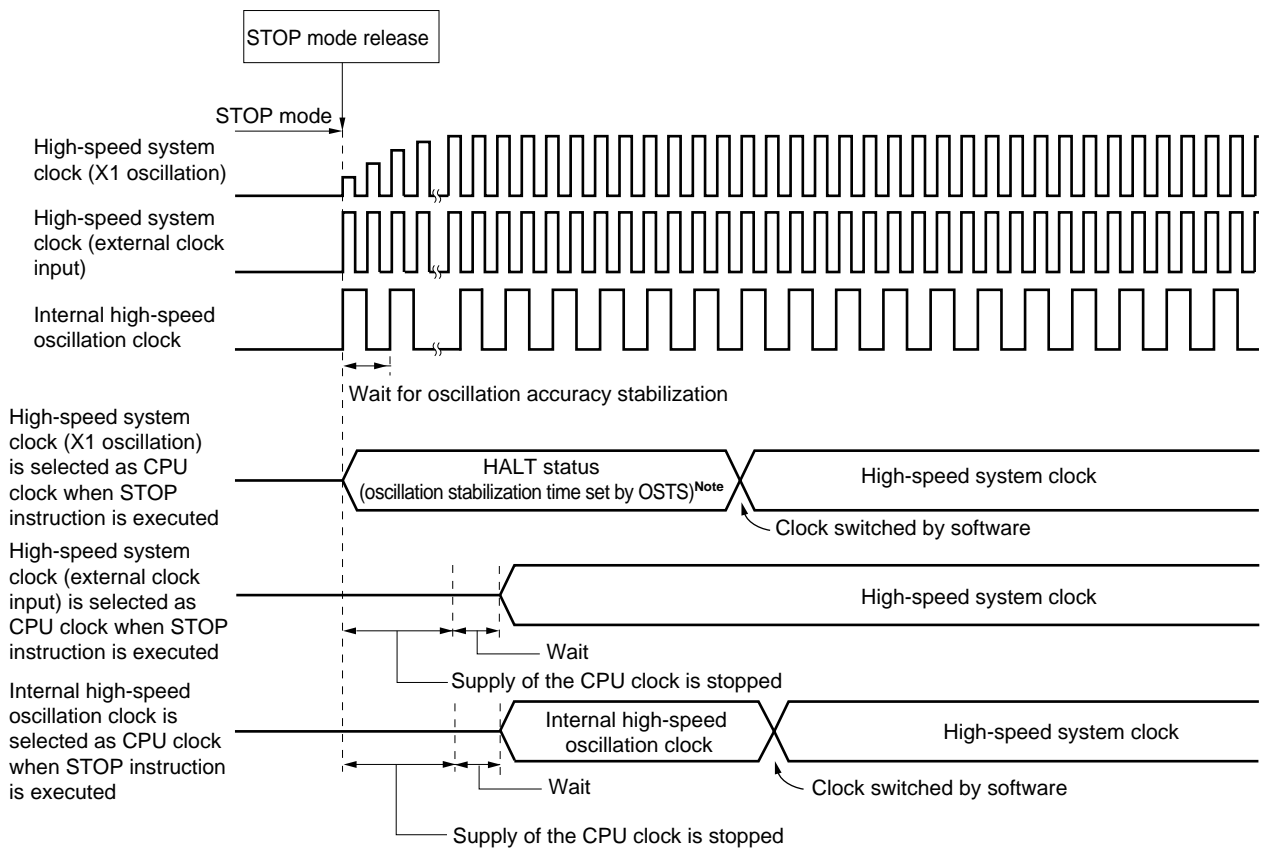 STOP mode release
STOP mode
High-speed system
clock (X1 oscillation)
High-speed system
clock (external clock
input)
Internal high-speed
oscillation clock
Wait for oscillation accuracy stabilization
High-speed system
clock (X1 oscillation)
is selected as CPU
clock when STOP
instruction is executed
HALT status
(oscillation stabilization time set by OSTS)Note
High-speed system clock
Clock switched by software
High-speed system
clock (external clock
input) is selected as
CPU clock when STOP
instruction is executed
High-speed system clock
Wait
Supply of the CPU clock is stopped
Internal high-speed
oscillation clock is
selected as CPU clock
when STOP instruction
is executed
Internal high-speed
oscillation clock
High-speed system clock
Wait
Clock switched by software
Supply of the CPU clock is stopped